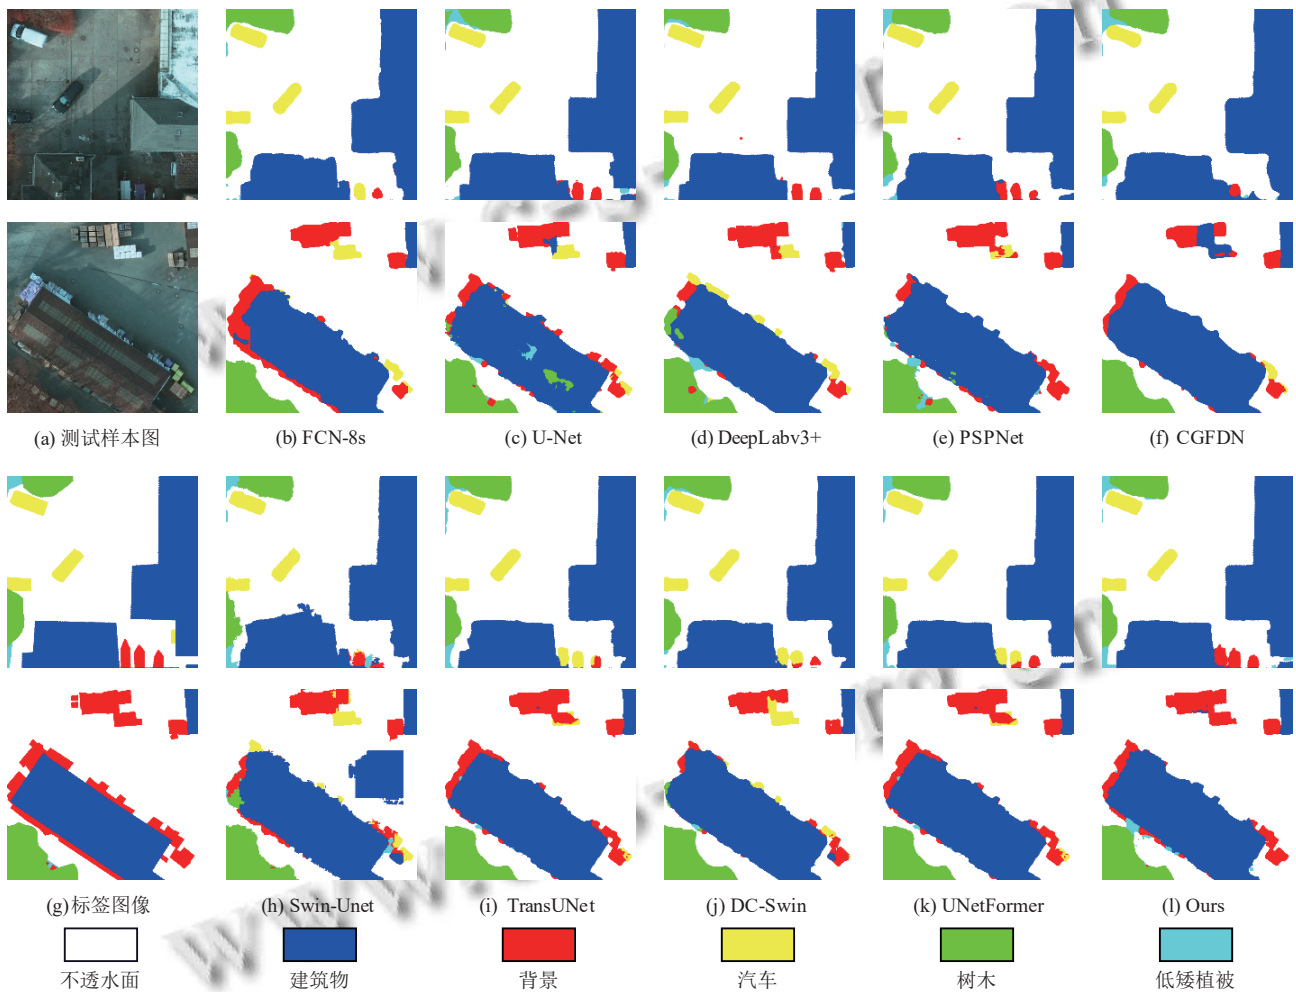 (a) 测试样本图 (b) FCN-8s (c) U-Net (d) DeepLabv3+ (e) PSPNet (f) CGFDN
(g) 标签图像 (h) Swin-Unet (i) TransUNet (j) DC-Swin (k) UNetFormer (l) Ours
不透水面 建筑物 背景 汽车 树木 低矮植被